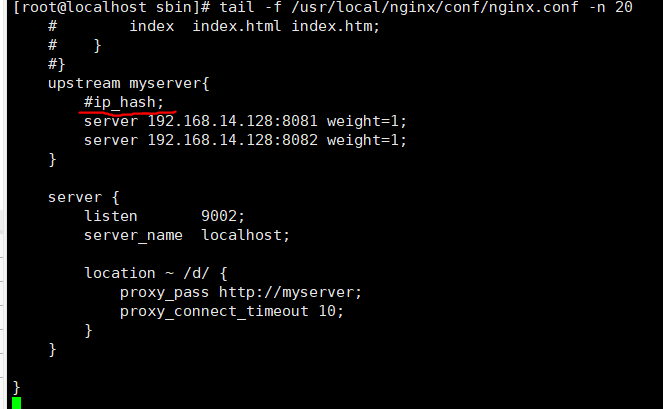 [root@localhost sbin]# tail -f /usr/local/nginx/conf/nginx.conf -n 20
    #        index  index.html index.htm;
    #    }
    #}
    upstream myserver{
        #ip_hash;
        server 192.168.14.128:8081 weight=1;
        server 192.168.14.128:8082 weight=1;
    }
    server {
        listen       9002;
        server_name  localhost;
        location ~ /d/ {
            proxy_pass http://myserver;
            proxy_connect_timeout 10;
        }
    }
}